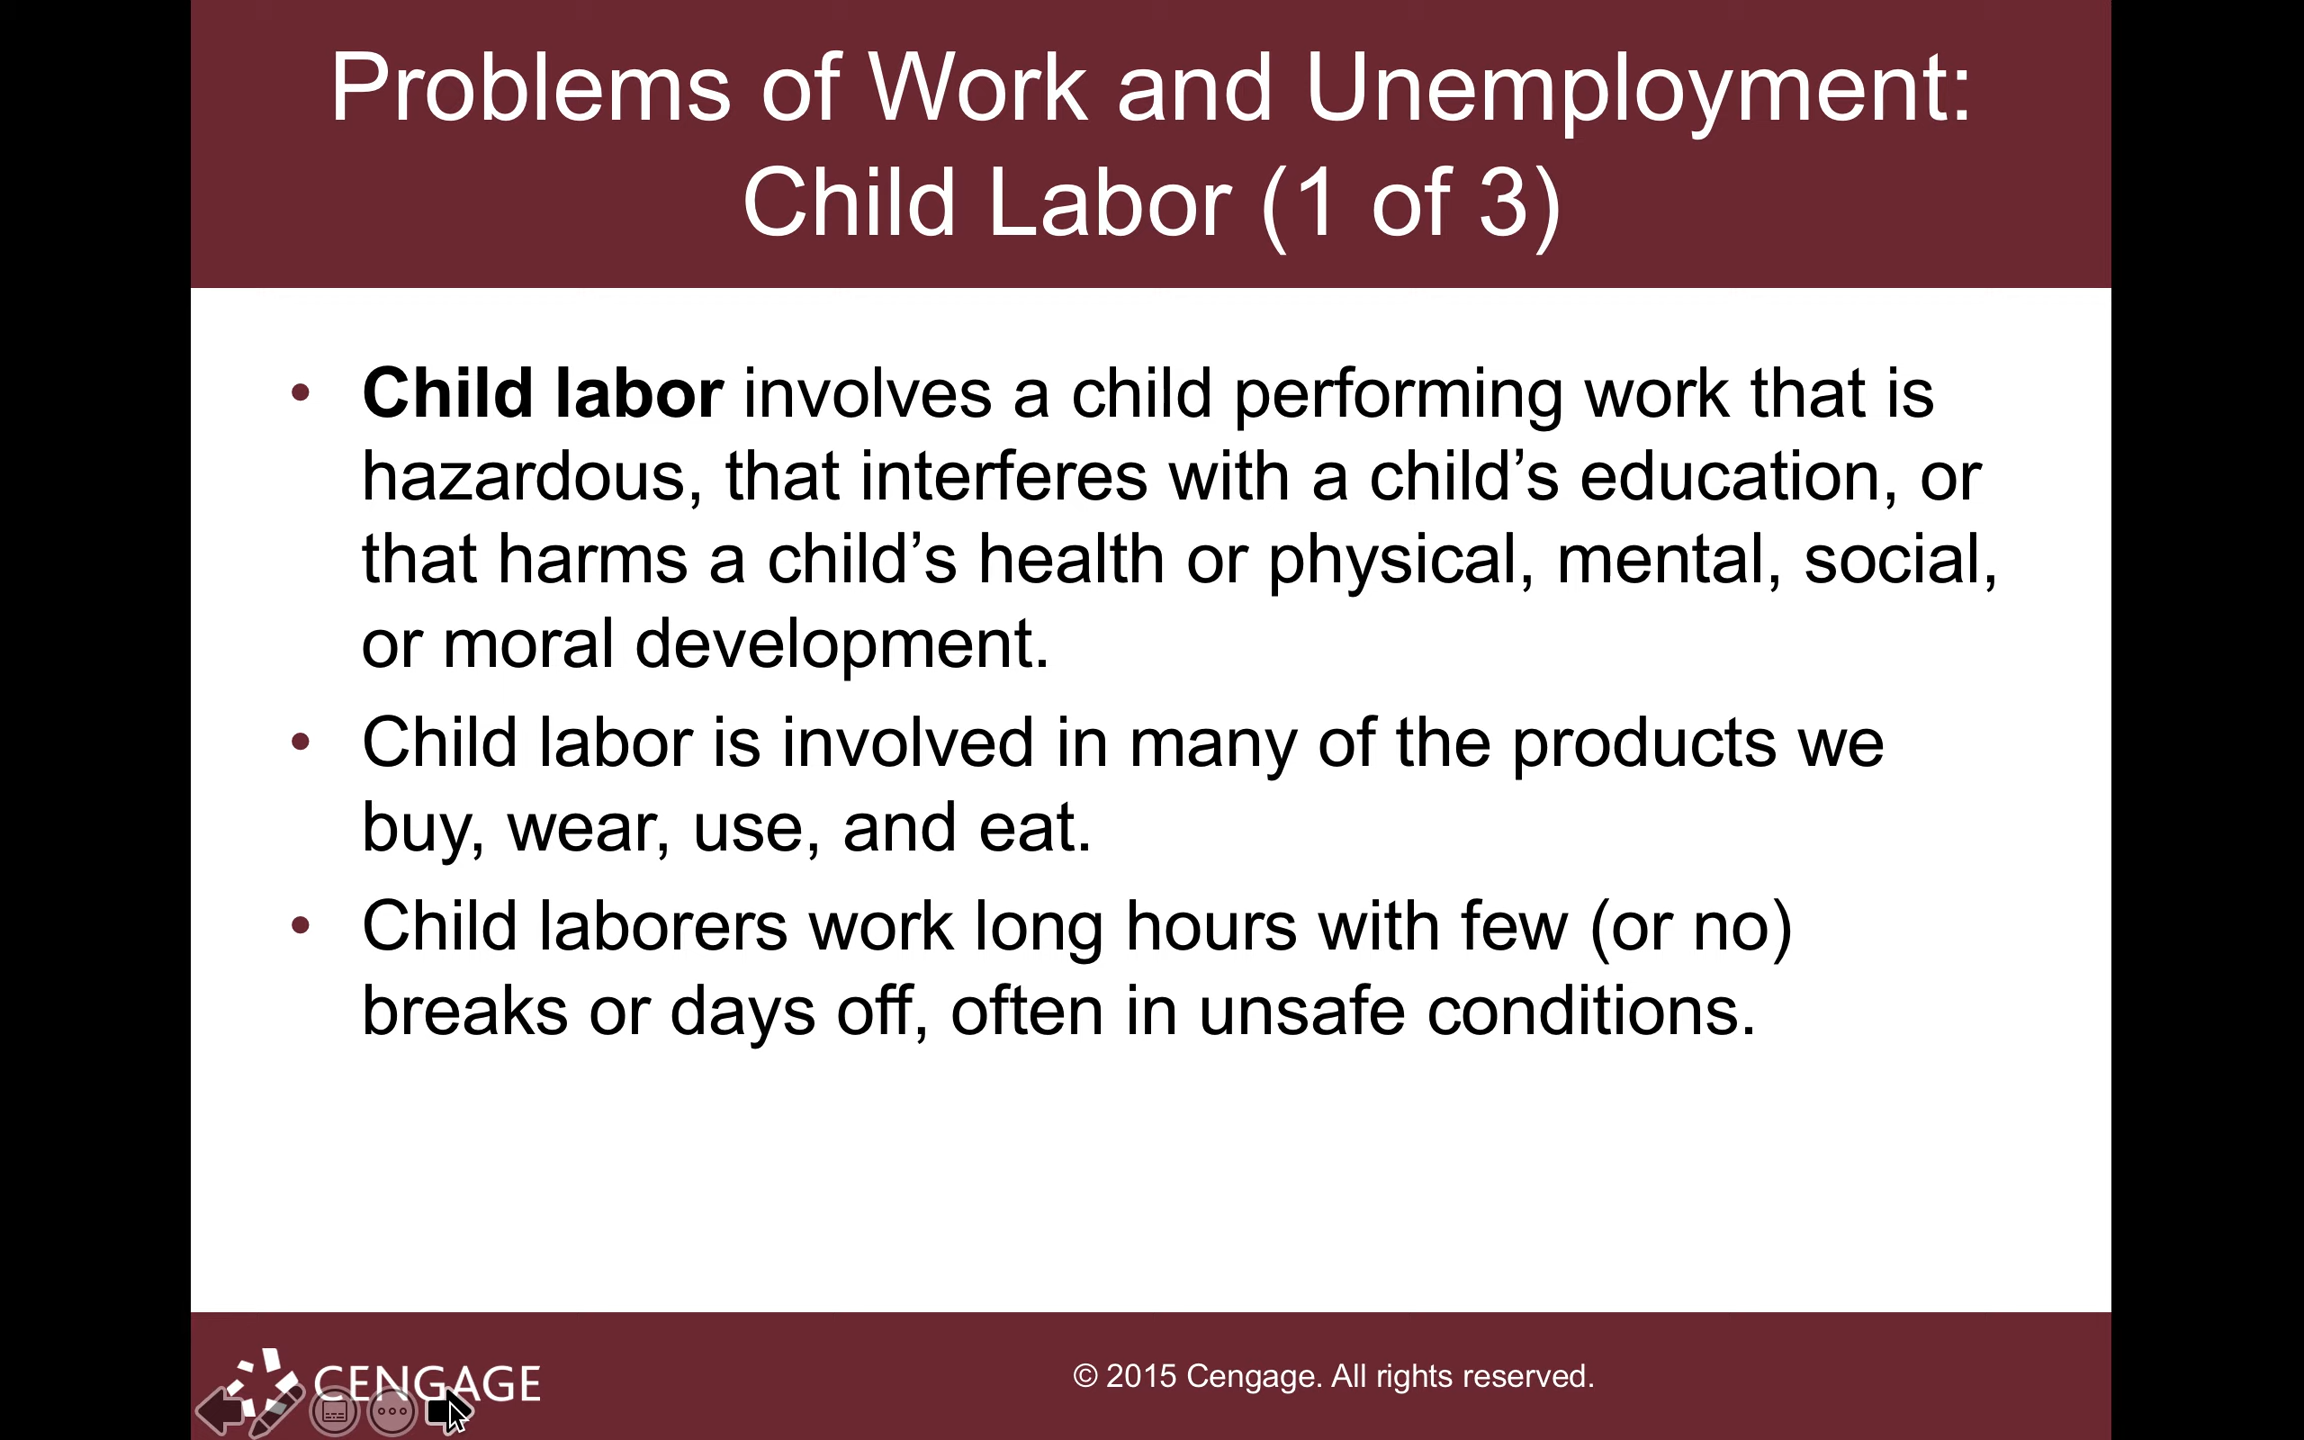 Problems of Work and Unemployment:
Child Labor (1 of 3)
• Child labor involves a child performing work that is
hazardous, that interferes with a child’s education, or
that harms a child’s health or physical, mental, social,
or moral development.
• Child labor is involved in many of the products we
buy, wear, use, and eat.
• Child laborers work long hours with few (or no)
breaks or days off, often in unsafe conditions.
CENGAGE
© 2015 Cengage. All rights reserved.